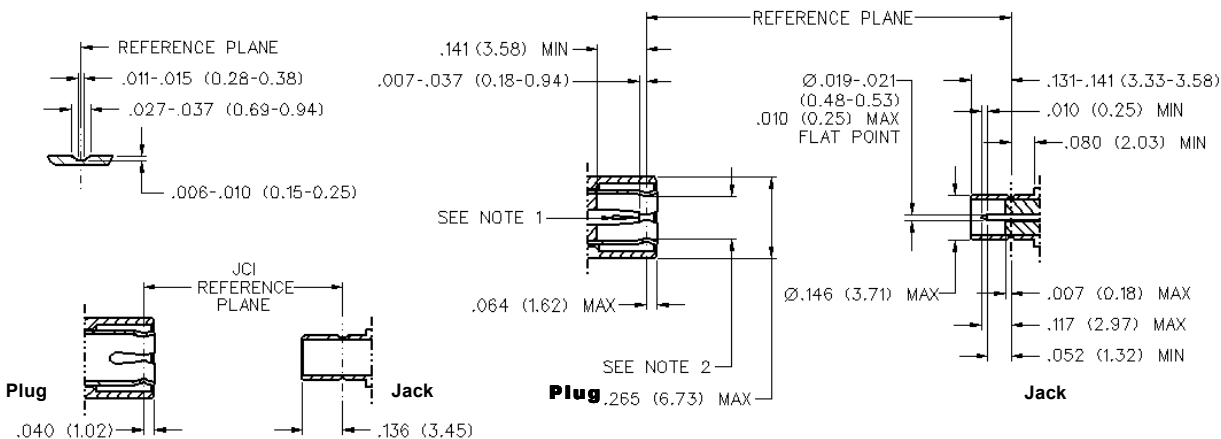 REFERENCE PLANE
.011-.015 (0.28-0.38)
.027-.037 (0.69-0.94)
.006-.010 (0.15-0.25)
JCI
REFERENCE
PLANE
Plug
Jack
.040 (1.02)
.136 (3.45)
REFERENCE PLANE
.141 (3.58) MIN
.007-.037 (0.18-0.94)
SEE NOTE 1
.064 (1.62) MAX
SEE NOTE 2
Plug
.265 (6.73) MAX
Ø.019-.021
(0.48-0.53)
.010 (0.25) MAX
FLAT POINT
.131-.141 (3.33-3.58)
.010 (0.25) MIN
.080 (2.03) MIN
Ø.146 (3.71) MAX
.007 (0.18) MAX
.117 (2.97) MAX
.052 (1.32) MIN
Jack